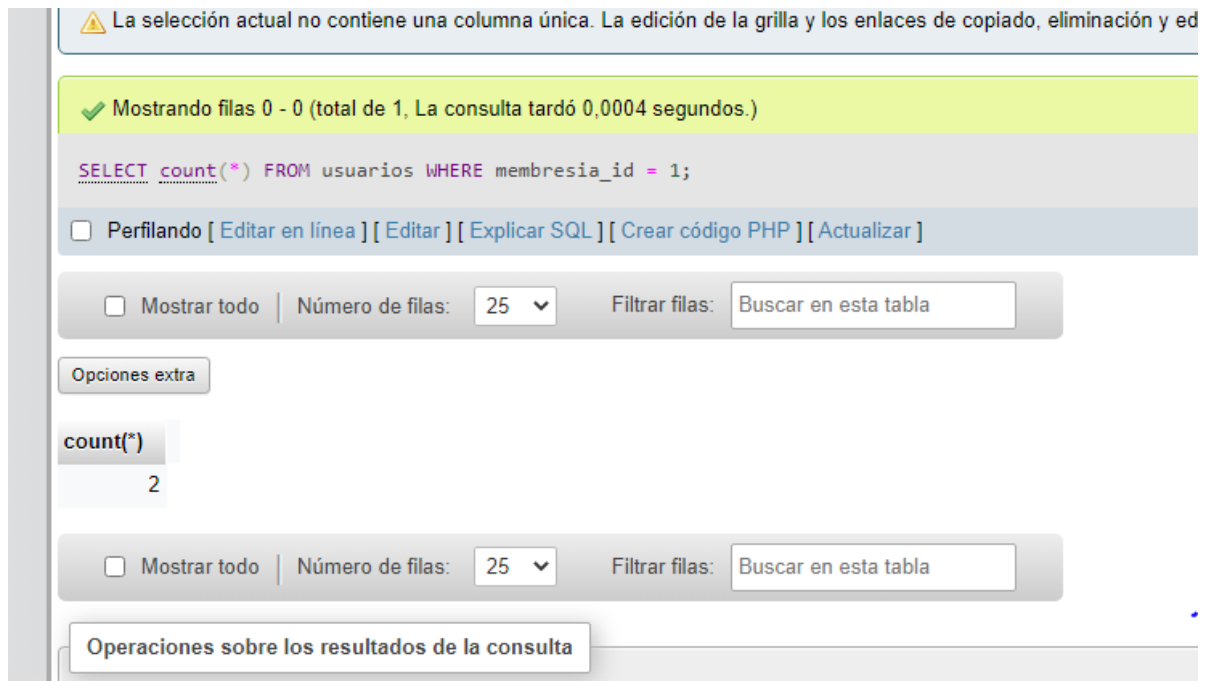 La selección actual no contiene una columna única. La edición de la grilla y los enlaces de copiado, eliminación y ed
Mostrando filas 0 - 0 (total de 1, La consulta tardó 0,0004 segundos.)
SELECT count(*) FROM usuarios WHERE membresia_id = 1;
Perfilando [ Editar en línea ] [ Editar ] [ Explicar SQL ] [ Crear código PHP ] [ Actualizar ]
Mostrar todo Número de filas: 25 Filtrar filas: Buscar en esta tabla
Opciones extra
count(*)
2
Mostrar todo Número de filas: 25 Filtrar filas: Buscar en esta tabla
Operaciones sobre los resultados de la consulta